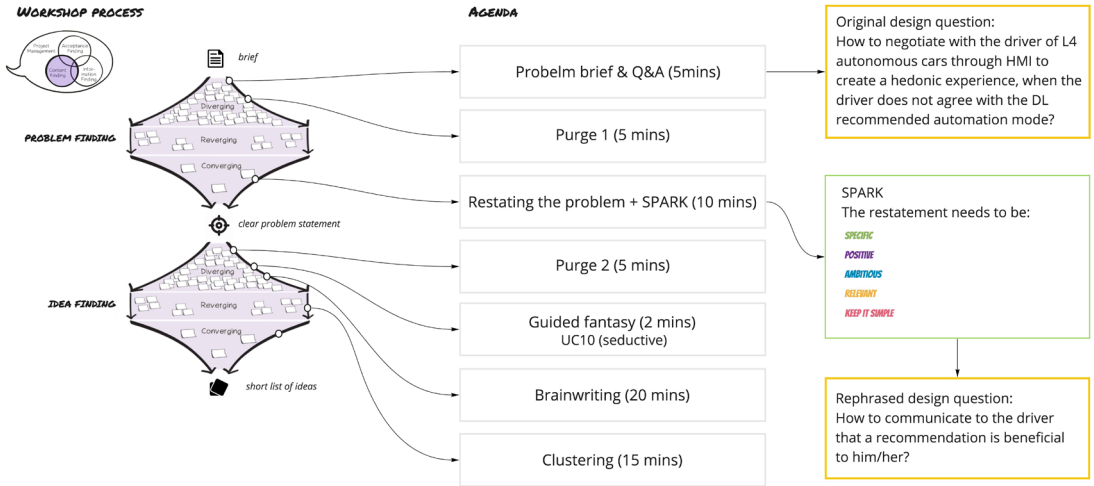 WORKSHOP PROCESS
AGENDA
Project
Management
Acceptance
Finding
Content
Finding
Infor-
mation
Finding
brief
Diverging
PROBLEM FINDING
Reverging
Converging
clear problem statement
Diverging
IDEA FINDING
Reverging
Converging
short list of ideas
Probelm brief & Q&A (5mins)
Purge 1 (5 mins)
Restating the problem + SPARK (10 mins)
Purge 2 (5 mins)
Guided fantasy (2 mins)
UC10 (seductive)
Brainwriting (20 mins)
Clustering (15 mins)
Original design question:
How to negotiate with the driver of L4
autonomous cars through HMI to
create a hedonic experience, when the
driver does not agree with the DL
recommended automation mode?
SPARK
The restatement needs to be:
SPECIFIC
POSITIVE
AMBITIOUS
RELEVANT
KEEP IT SIMPLE
Rephrased design question:
How to communicate to the driver
that a recommendation is beneficial
to him/her?